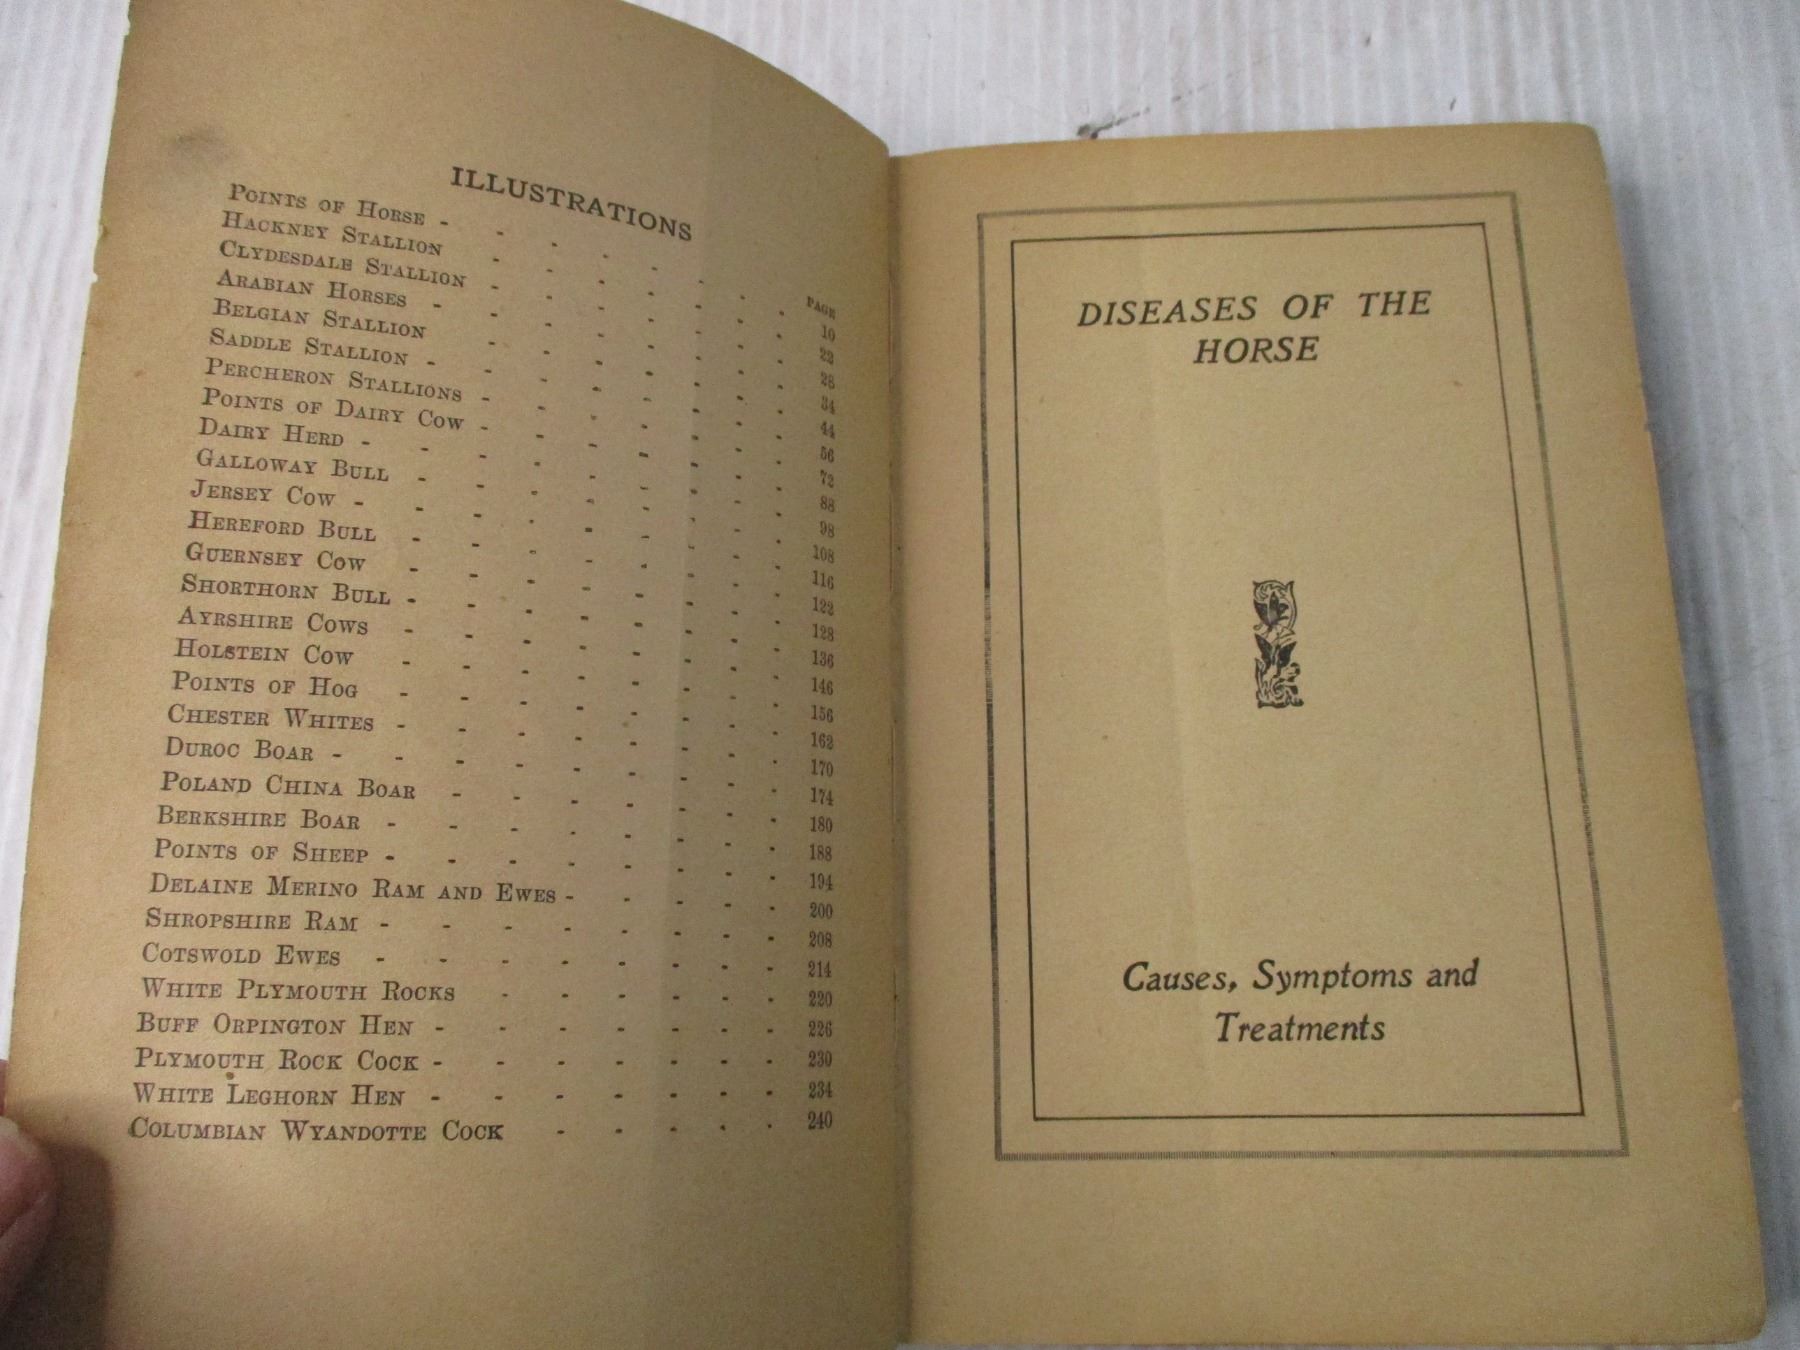 ILLUSTRATIONS
PAGE
POINTS OF HORSE - - - - - - - 10
HACKNEY STALLION - - - - - - 22
CLYDESDALE STALLION - - - - - - 28
ARABIAN HORSES - - - - - - - 34
BELGIAN STALLION - - - - - - 44
SADDLE STALLION - - - - - - - 56
PERCHERON STALLIONS - - - - - - 72
POINTS OF DAIRY COW - - - - - - 88
DAIRY HERD - - - - - - - - 98
GALLOWAY BULL - - - - - - - 108
JERSEY COW - - - - - - - - 116
HEREFORD BULL - - - - - - - 122
GUERNSEY COW - - - - - - - 128
SHORTHORN BULL - - - - - - - 136
AYRSHIRE COWS - - - - - - - 146
HOLSTEIN COW - - - - - - - 156
POINTS OF HOG - - - - - - - 162
CHESTER WHITES - - - - - - - 170
DUROC BOAR - - - - - - - - 174
POLAND CHINA BOAR - - - - - - 180
BERKSHIRE BOAR - - - - - - - 188
POINTS OF SHEEP - - - - - - - 194
DELAINE MERINO RAM AND EWES - - - - - 200
SHROPSHIRE RAM - - - - - - - 208
COTSWOLD EWES - - - - - - - 214
WHITE PLYMOUTH ROCKS - - - - - 220
BUFF ORPINGTON HEN - - - - - - 226
PLYMOUTH ROCK COCK - - - - - - 230
WHITE LEGHORN HEN - - - - - - 234
COLUMBIAN WYANDOTTE COCK - - - - - 240
DISEASES OF THE
HORSE
Causes, Symptoms and
Treatments